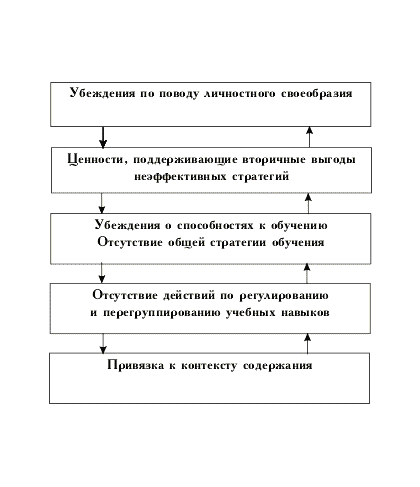 Убеждения по поводу личностного своеобразия
Ценности, поддерживающие вторичные выгоды
неэффективных стратегий
Убеждения о способностях к обучению
Отсутствие общей стратегии обучения
Отсутствие действий по регулированию
и перегруппированию учебных навыков
Привязка к контексту содержания